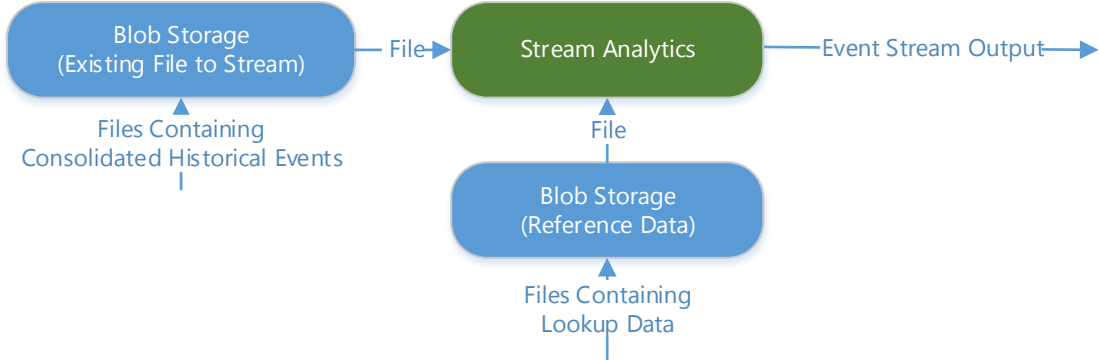 Blob Storage
(Existing File to Stream)
File
Stream Analytics
Event Stream Output
Files Containing
Consolidated Historical Events
File
Blob Storage
(Reference Data)
Files Containing
Lookup Data